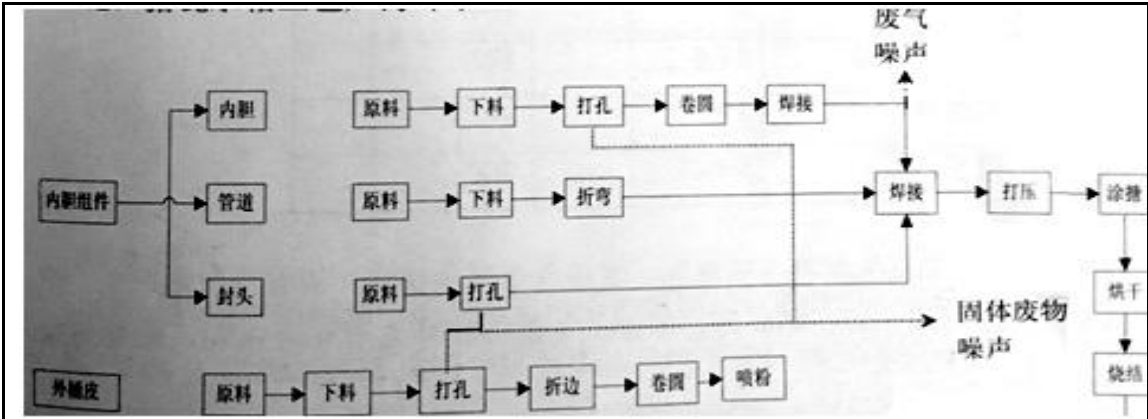 废气
噪声
内胆 原料 下料 打孔 卷圆 焊接
内胆组件 管道 原料 下料 折弯 焊接 打压 涂搪
封头 原料 打孔
烘干
固体废物
噪声
外桶皮 原料 下料 打孔 折边 卷圆 喷粉
烧结